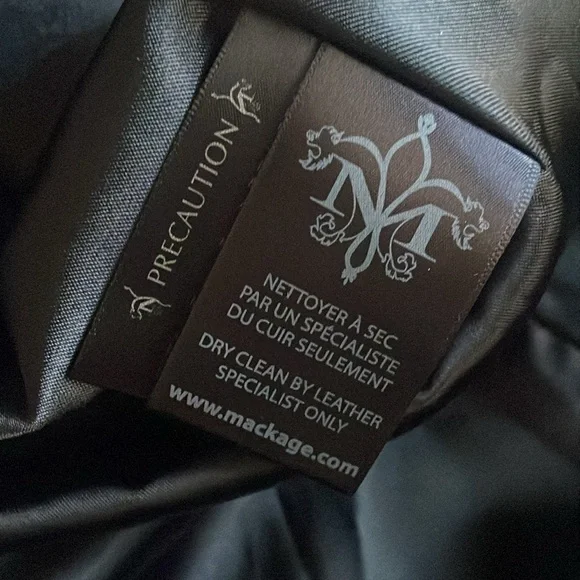 PRECAUTION
M
NETTOYER À SEC
PAR UN SPÉCIALISTE
DU CUIR SEULEMENT
DRY CLEAN BY LEATHER
SPECIALIST ONLY
www.mackage.com